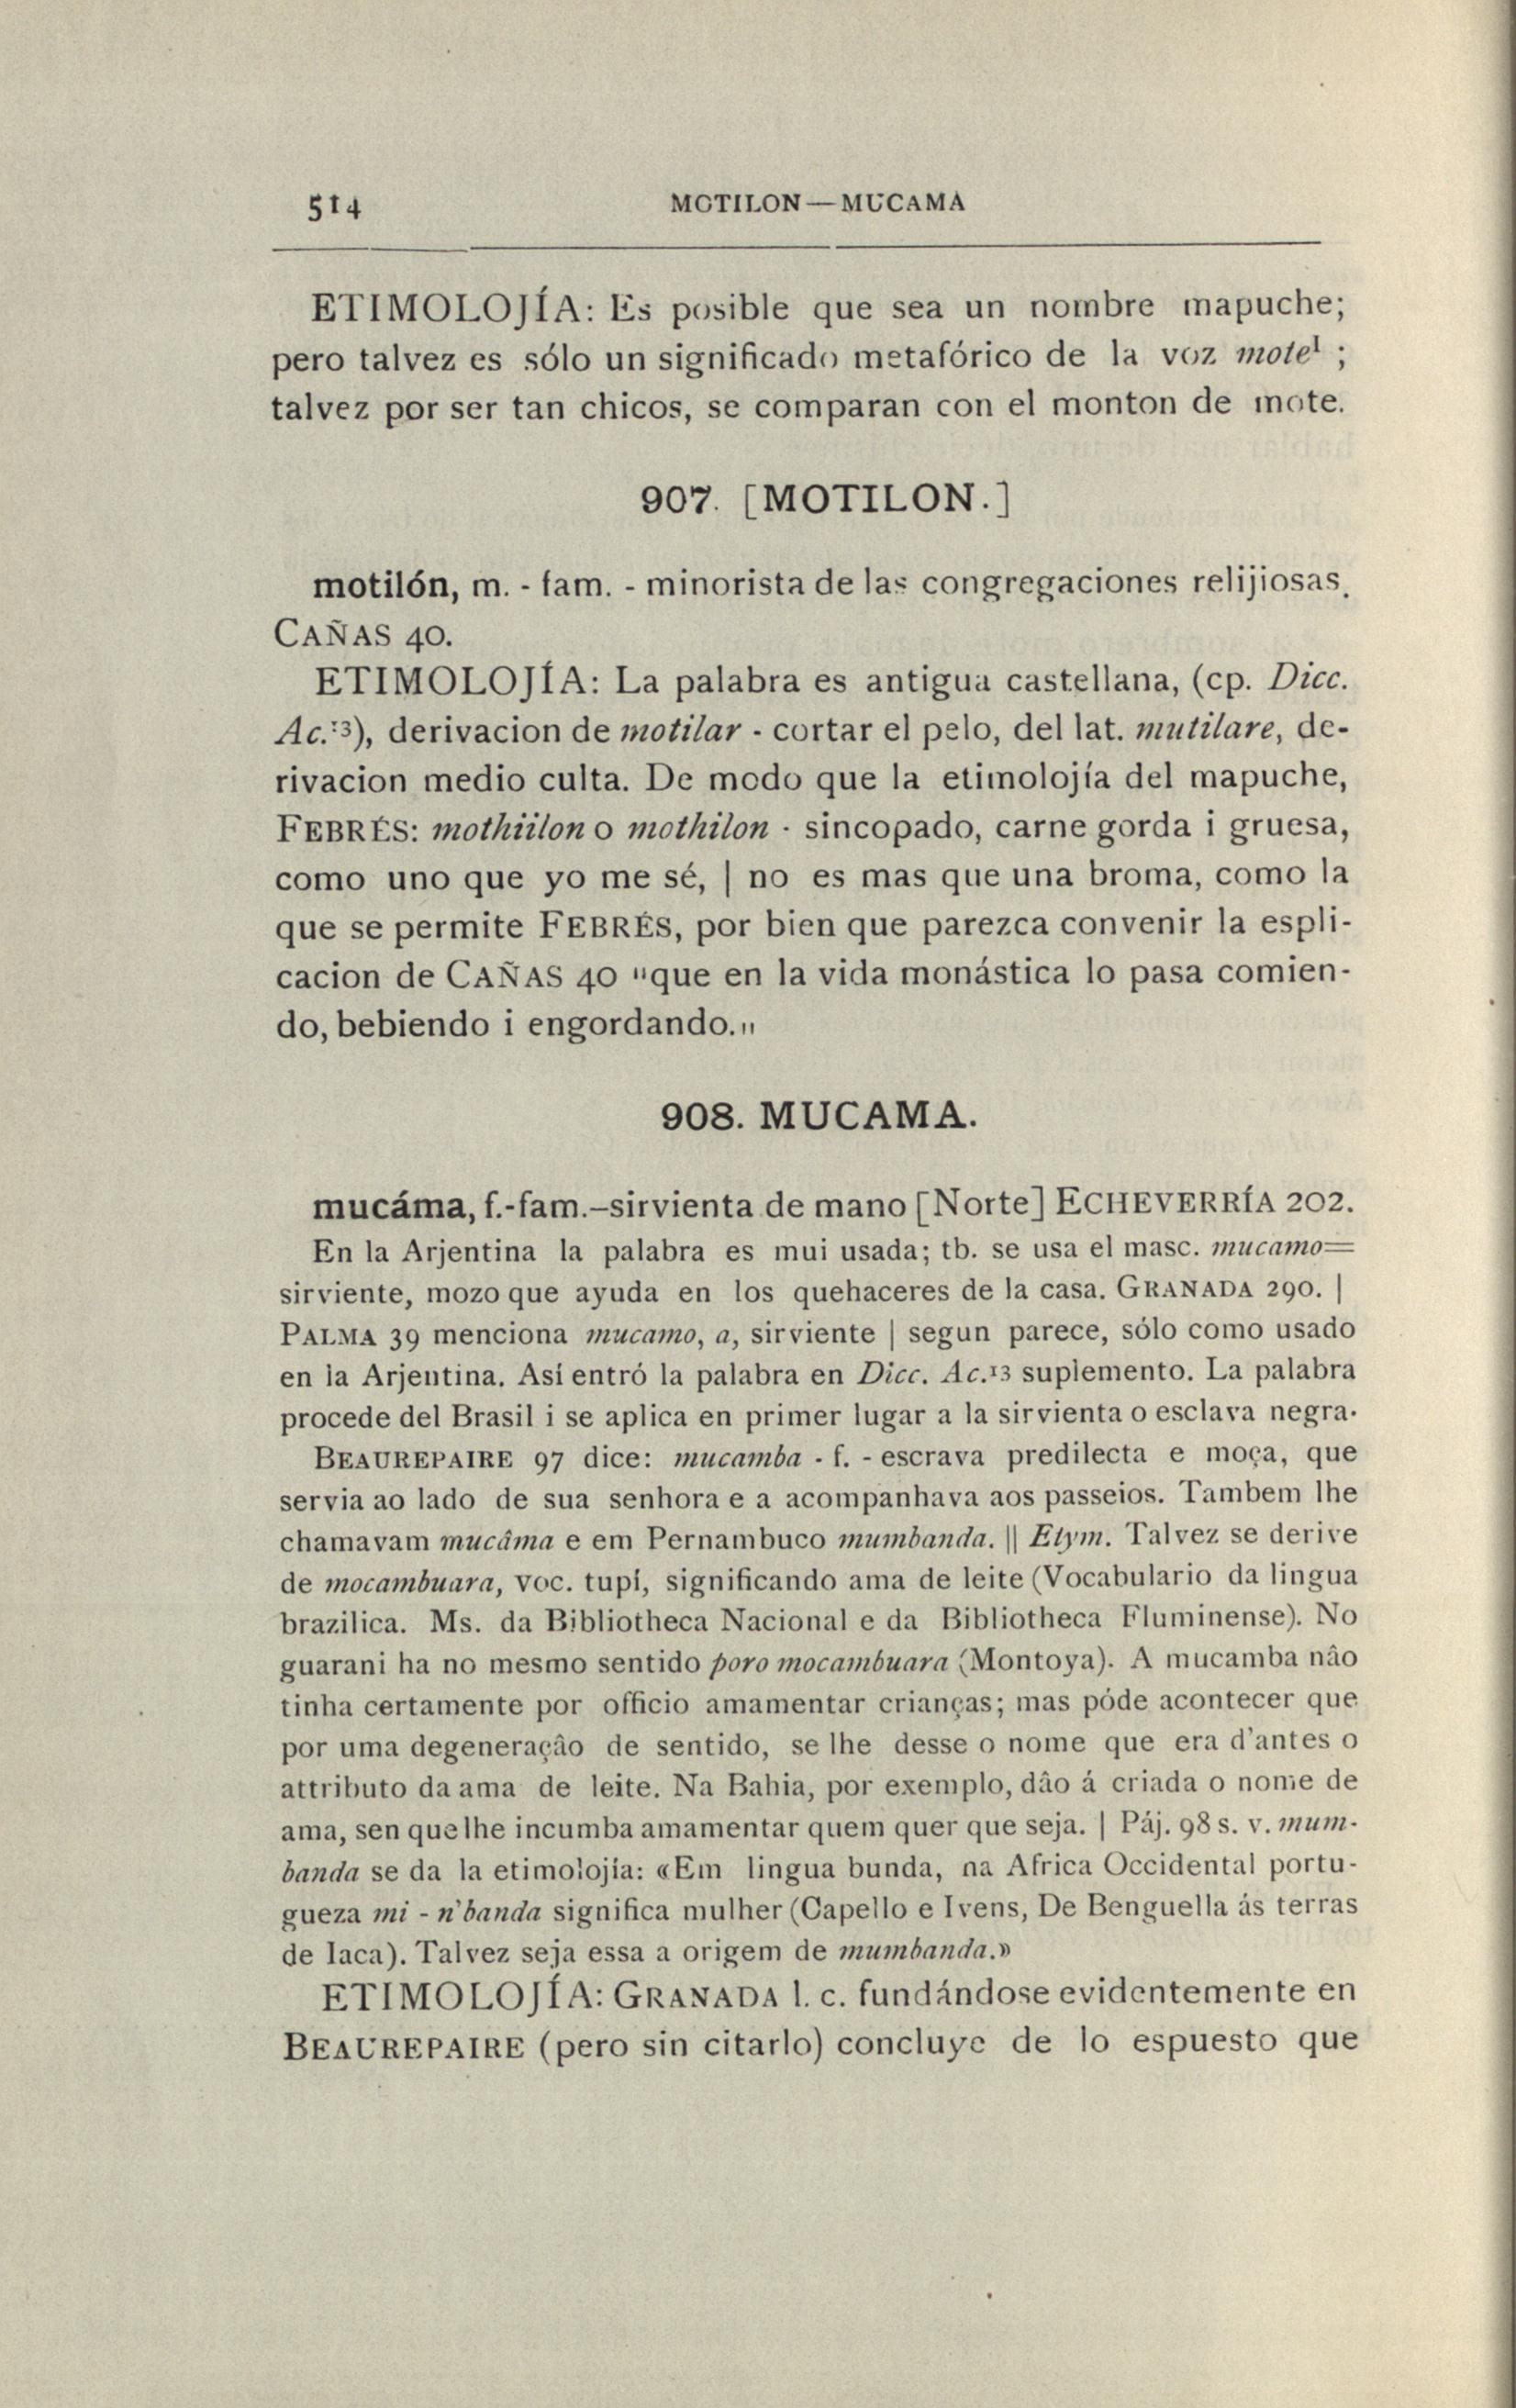 514 MOTILON—MUCAMA
ETIMOLOJÍA: Es posible que sea un nombre mapuche;
pero talvez es sólo un significado metafórico de la voz mote¹ ;
talvez por ser tan chicos, se comparan con el monton de mote.
907. [MOTILON.]
motilón, m. - fam. - minorista de las congregaciones relijiosas.
CAÑAS 40.
ETIMOLOJÍA: La palabra es antigua castellana, (cp. Dicc.
Ac.¹³), derivacion de motilar - cortar el pelo, del lat. mutilare, de-
rivacion medio culta. De modo que la etimolojía del mapuche,
FEBRÉS: mothiilon o mothilon - sincopado, carne gorda i gruesa,
como uno que yo me sé, | no es mas que una broma, como la
que se permite FEBRÉS, por bien que parezca convenir la espli-
cacion de CAÑAS 40 "que en la vida monástica lo pasa comien-
do, bebiendo i engordando."
908. MUCAMA.
mucáma, f.-fam.–sirvienta de mano [Norte] ECHEVERRÍA 202.
En la Arjentina la palabra es mui usada; tb. se usa el masc. mucamo=
sirviente, mozo que ayuda en los quehaceres de la casa. GRANADA 290. |
PALMA 39 menciona mucamo, a, sirviente | segun parece, sólo como usado
en la Arjentina. Así entró la palabra en Dicc. Ac.¹³ suplemento. La palabra
procede del Brasil i se aplica en primer lugar a la sirvienta o esclava negra.
BEAUREPAIRE 97 dice: mucamba - f. - escrava predilecta e moça, que
servia ao lado de sua senhora e a acompanhava aos passeios. Tambem lhe
chamavam mucâma e em Pernambuco mumbanda. || Etym. Talvez se derive
de mocambuara, voc. tupí, significando ama de leite (Vocabulario da lingua
brazilica. Ms. da Bibliotheca Nacional e da Bibliotheca Fluminense). No
guarani ha no mesmo sentido poro mocambuara (Montoya). A mucamba nâo
tinha certamente por officio amamentar crianças; mas póde acontecer que
por uma degeneraçâo de sentido, se lhe desse o nome que era d'antes o
attributo da ama de leite. Na Bahia, por exemplo, dâo á criada o nome de
ama, sen que lhe incumba amamentar quem quer que seja. | Páj. 98 s. v. mum-
banda se da la etimolojía: «Em lingua bunda, na Africa Occidental portu-
gueza mi - n'banda significa mulher (Capello e Ivens, De Benguella ás terras
de Iaca). Talvez seja essa a origem de mumbanda.»
ETIMOLOJÍA: GRANADA l. c. fundándose evidentemente en
BEAUREPAIRE (pero sin citarlo) concluye de lo espuesto que